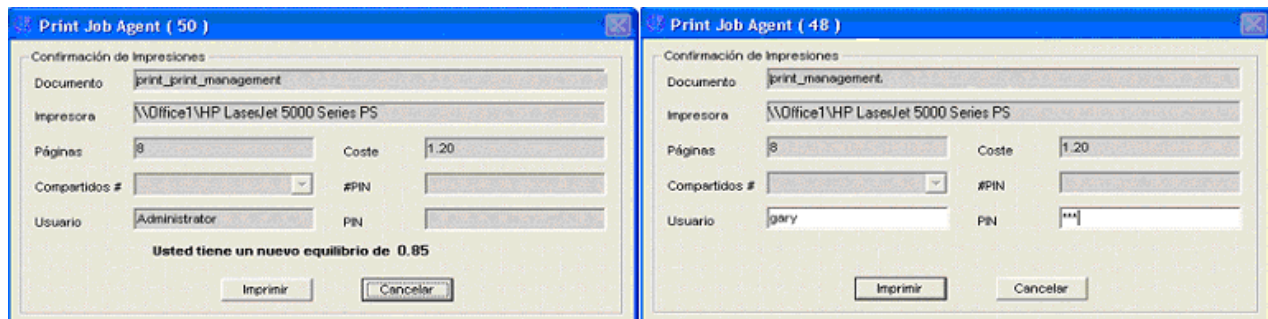 Print Job Agent ( 50 )
Confirmación de Impresiones
Documento print_print_management
Impresora \\Office1\HP LaserJet 5000 Series PS
Páginas 8 Coste 1.20
Compartidos # #PIN
Usuario Administrator PIN
Usted tiene un nuevo equilibrio de 0.85
Imprimir Cancelar
Print Job Agent ( 48 )
Confirmación de Impresiones
Documento print_management.
Impresora \\Office1\HP LaserJet 5000 Series PS
Páginas 8 Coste 1.20
Compartidos # #PIN
Usuario gary PIN ***
Imprimir Cancelar